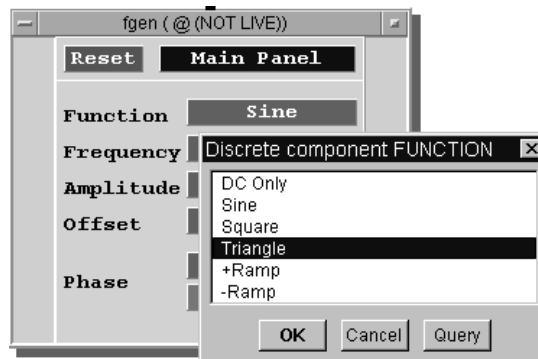 fgen ( @ (NOT LIVE))
Reset Main Panel
Function Sine
Frequency
Amplitude
Offset
Phase
Discrete component FUNCTION
DC Only
Sine
Square
Triangle
+Ramp
-Ramp
OK Cancel Query